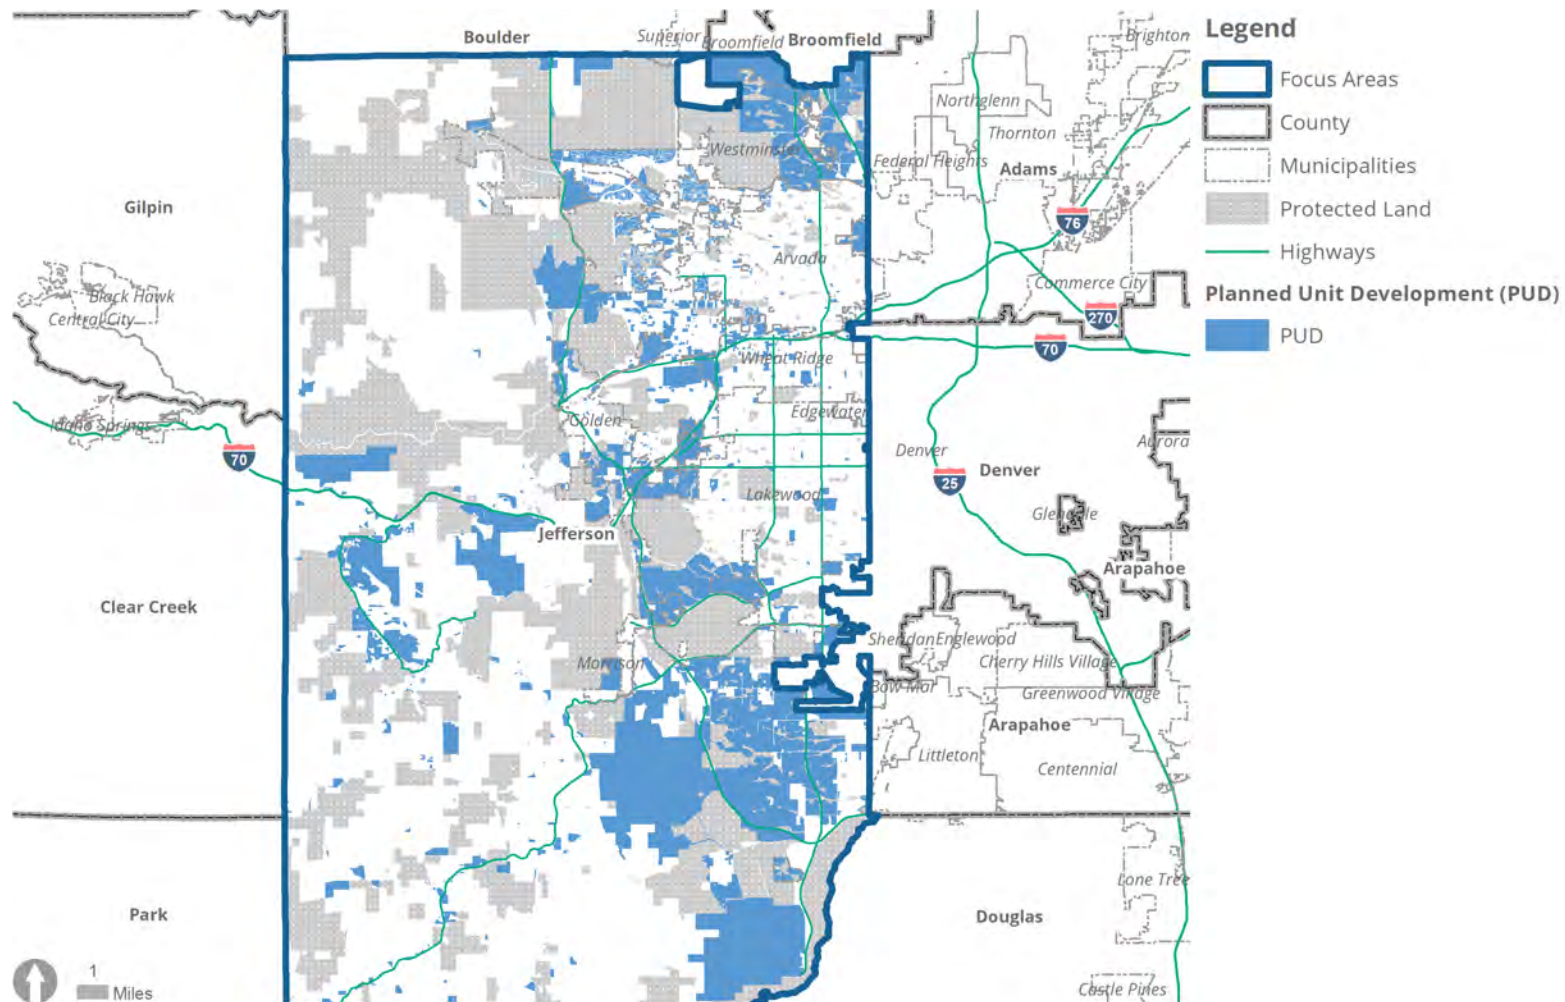 Boulder
Superior
Broomfield
Broomfield
Brighton
Northglenn
Thornton
Westminster
Federal Heights
Adams
Gilpin
76
Arvada
Black Hawk
Central City
Commerce City
270
70
Wheat Ridge
Golden
Edgewater
Idaho Springs
70
Denver
Denver
Aurora
25
Lakewood
Glendale
Jefferson
Arapahoe
Clear Creek
Sheridan
Englewood
Cherry Hills Village
Morrison
Bow Mar
Greenwood Village
Arapahoe
Littleton
Centennial
Lone Tree
Park
Douglas
Castle Pines
1
Miles
Legend
Focus Areas
County
Municipalities
Protected Land
Highways
Planned Unit Development (PUD)
PUD